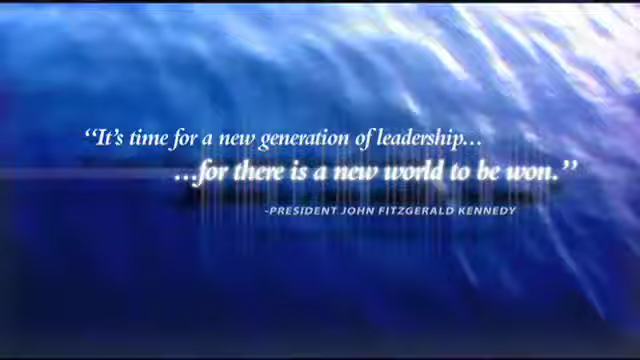 “It’s time for a new generation of leadership...
...for there is a new world to be won.”
-PRESIDENT JOHN FITZGERALD KENNEDY